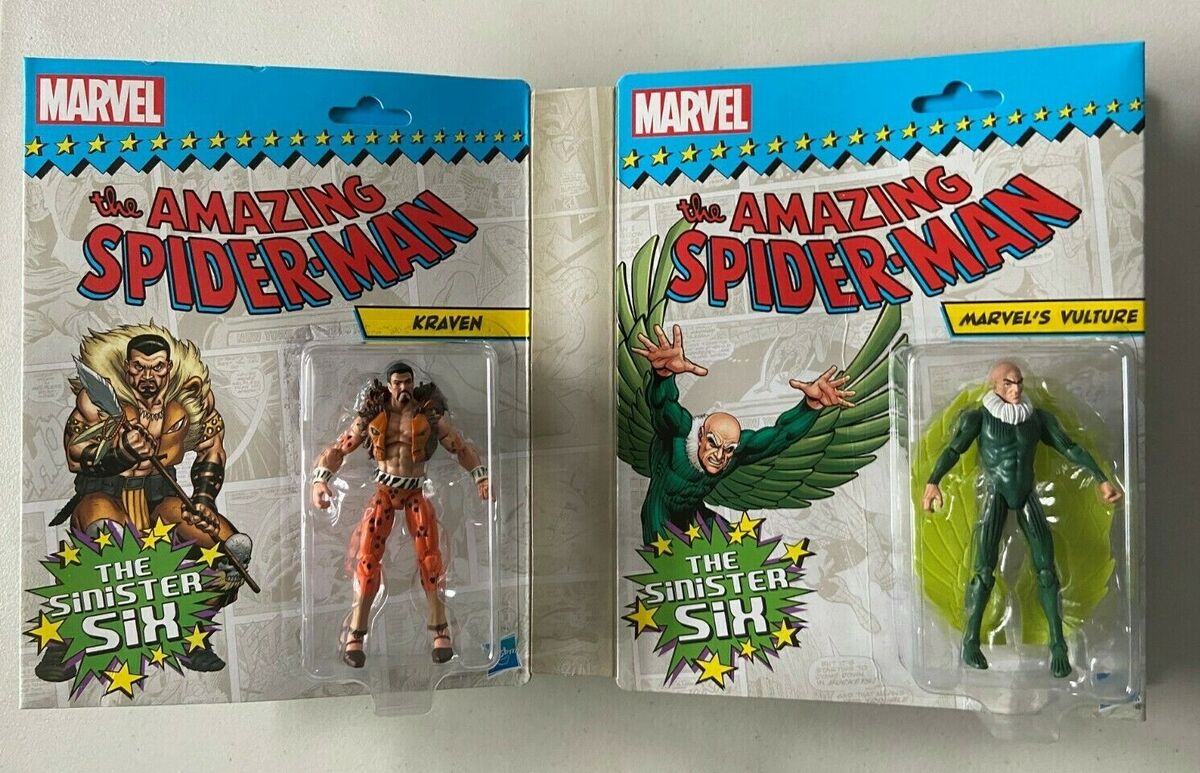 MARVEL
the AMAZING
SPIDER-MAN
KRAVEN
THE
SINISTER
SIX
Hasbro
MARVEL
the AMAZING
SPIDER-MAN
MARVEL'S VULTURE
THE
SINISTER
SIX